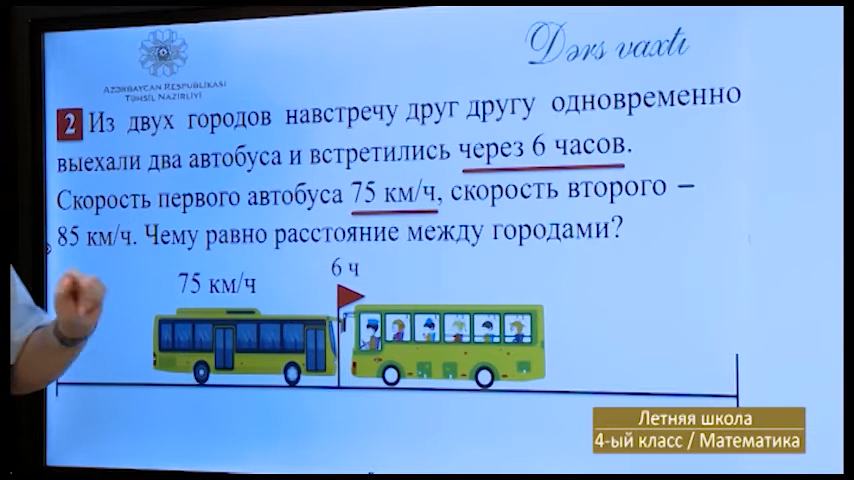 Dərs vaxtı
AZƏRBAYCAN RESPUBLİKASI
TƏHSİL NAZİRLİYİ
2 Из двух городов навстречу друг другу одновременно
выехали два автобуса и встретились через 6 часов.
Скорость первого автобуса 75 км/ч, скорость второго –
85 км/ч. Чему равно расстояние между городами?
75 км/ч
6 ч
Летняя школа
4-ый класс / Математика